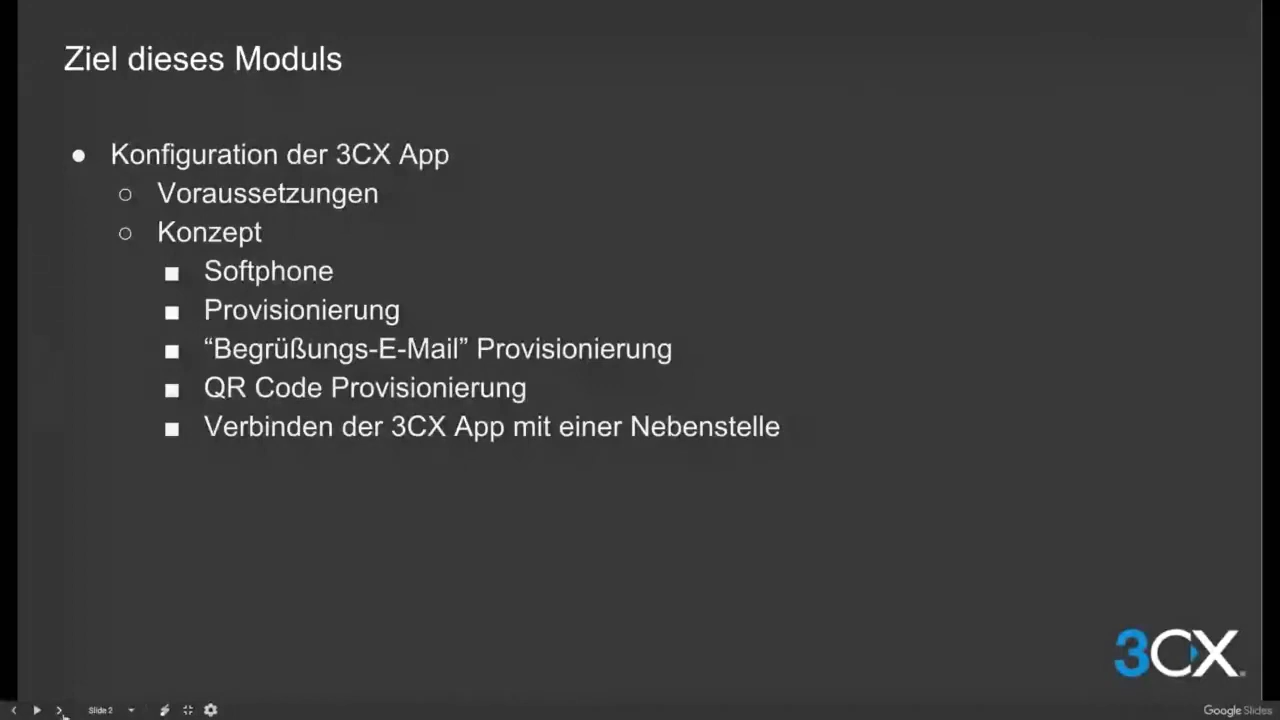 Ziel dieses Moduls
● Konfiguration der 3CX App
○ Voraussetzungen
○ Konzept
■ Softphone
■ Provisionierung
■ “Begrüßungs-E-Mail” Provisionierung
■ QR Code Provisionierung
■ Verbinden der 3CX App mit einer Nebenstelle
3CX
Slide 2
Google Slides